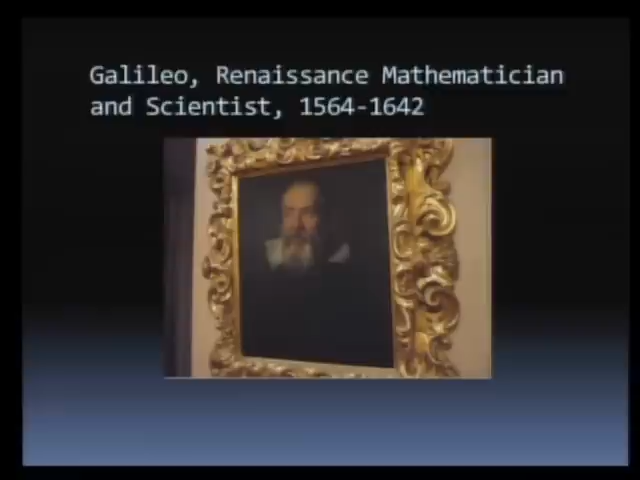 Galileo, Renaissance Mathematician
and Scientist, 1564-1642